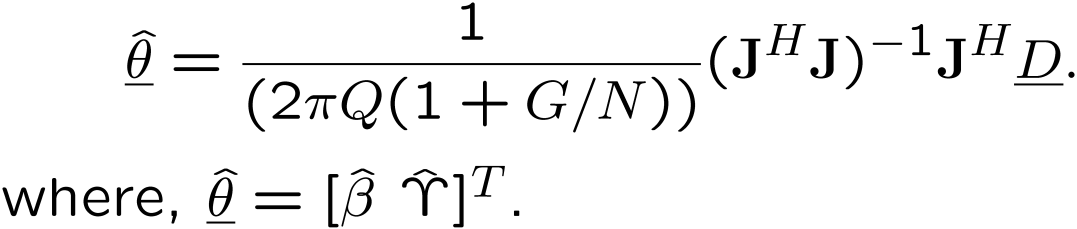 $\underline{\hat{\theta}} = \frac{1}{(2\pi Q(1 + G/N))} (\mathbf{J}^H \mathbf{J})^{-1} \mathbf{J}^H \underline{D}.$
where, $\underline{\hat{\theta}} = [\hat{\beta} \;\; \hat{\Upsilon}]^T.$